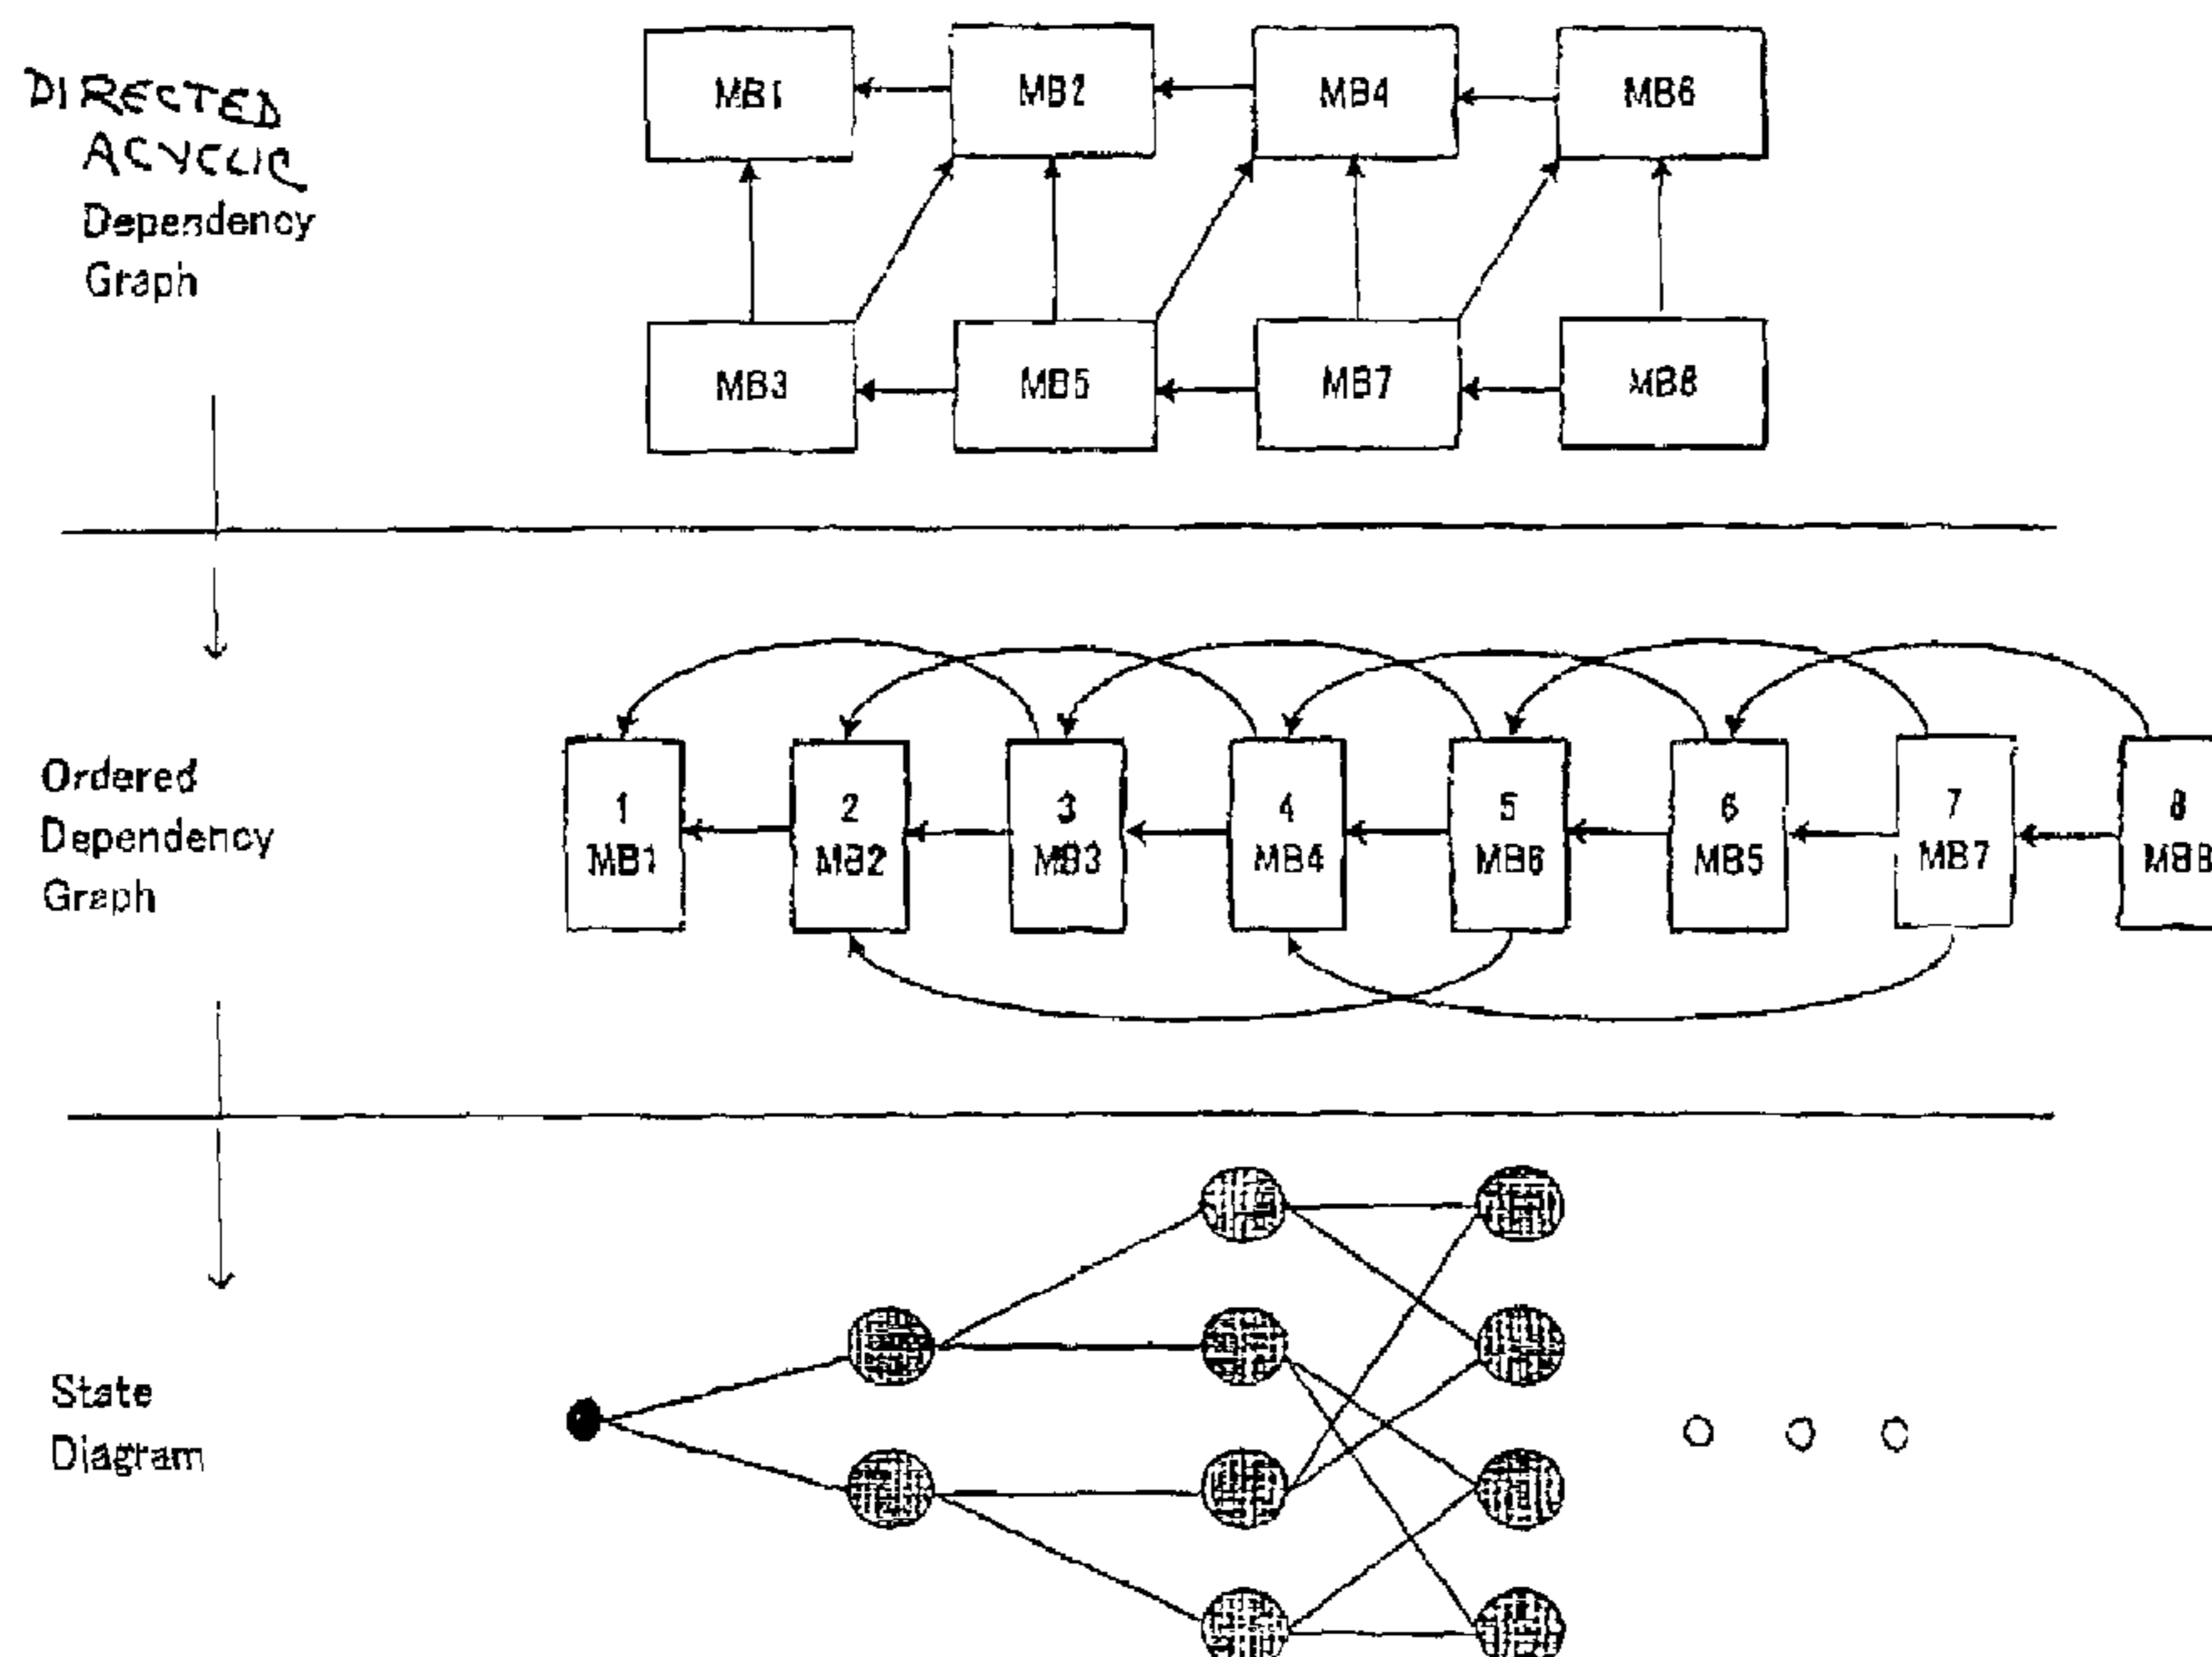 DIRECTED
ACYCLIC
Dependency
Graph
MB1
MB2
MB4
MB6
MB3
MB5
MB7
MB8
Ordered
Dependency
Graph
1
MB1
2
MB2
3
MB3
4
MB4
5
MB6
6
MB5
7
MB7
8
MB8
State
Diagram